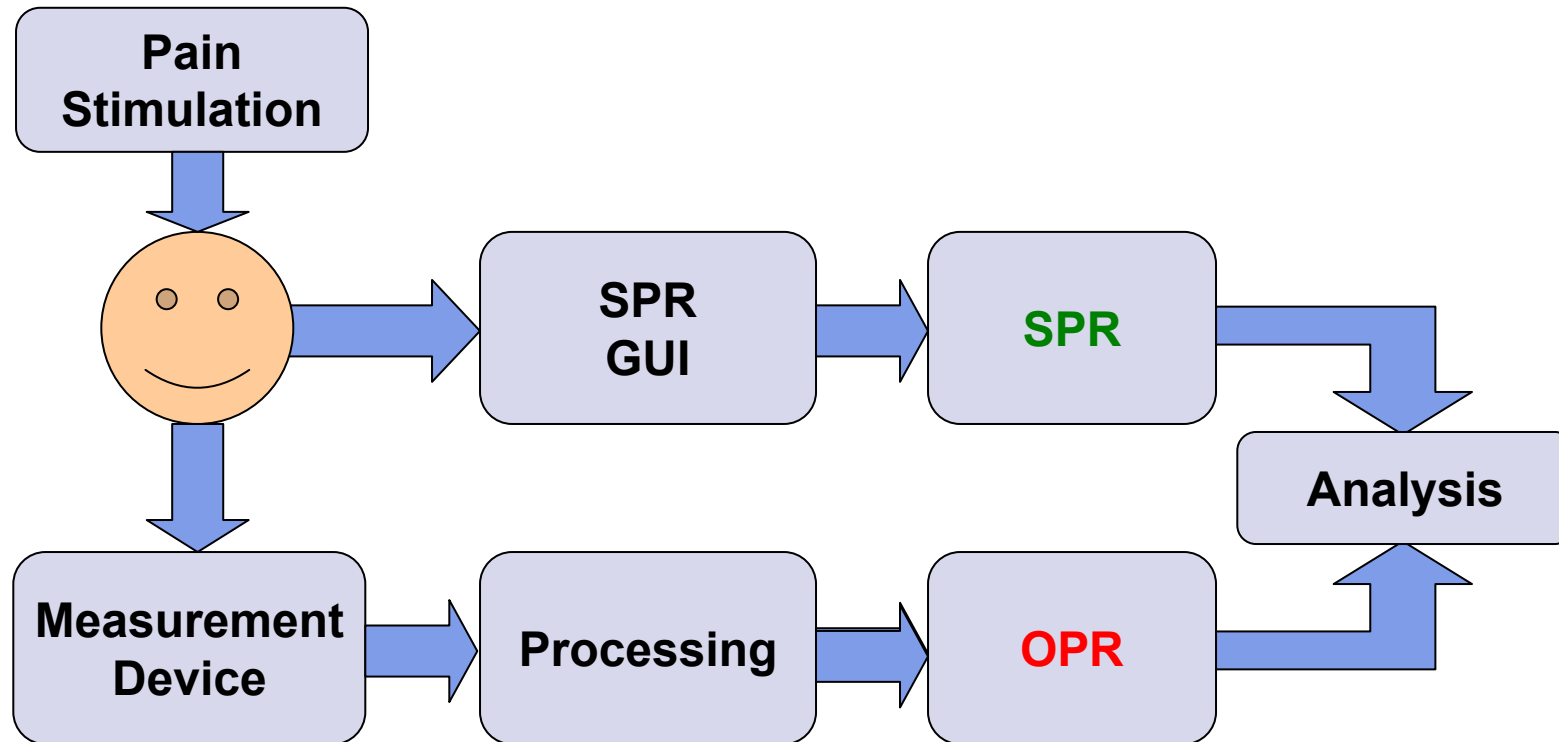 Pain
Stimulation
SPR
GUI
SPR
Analysis
Measurement
Device
Processing
OPR